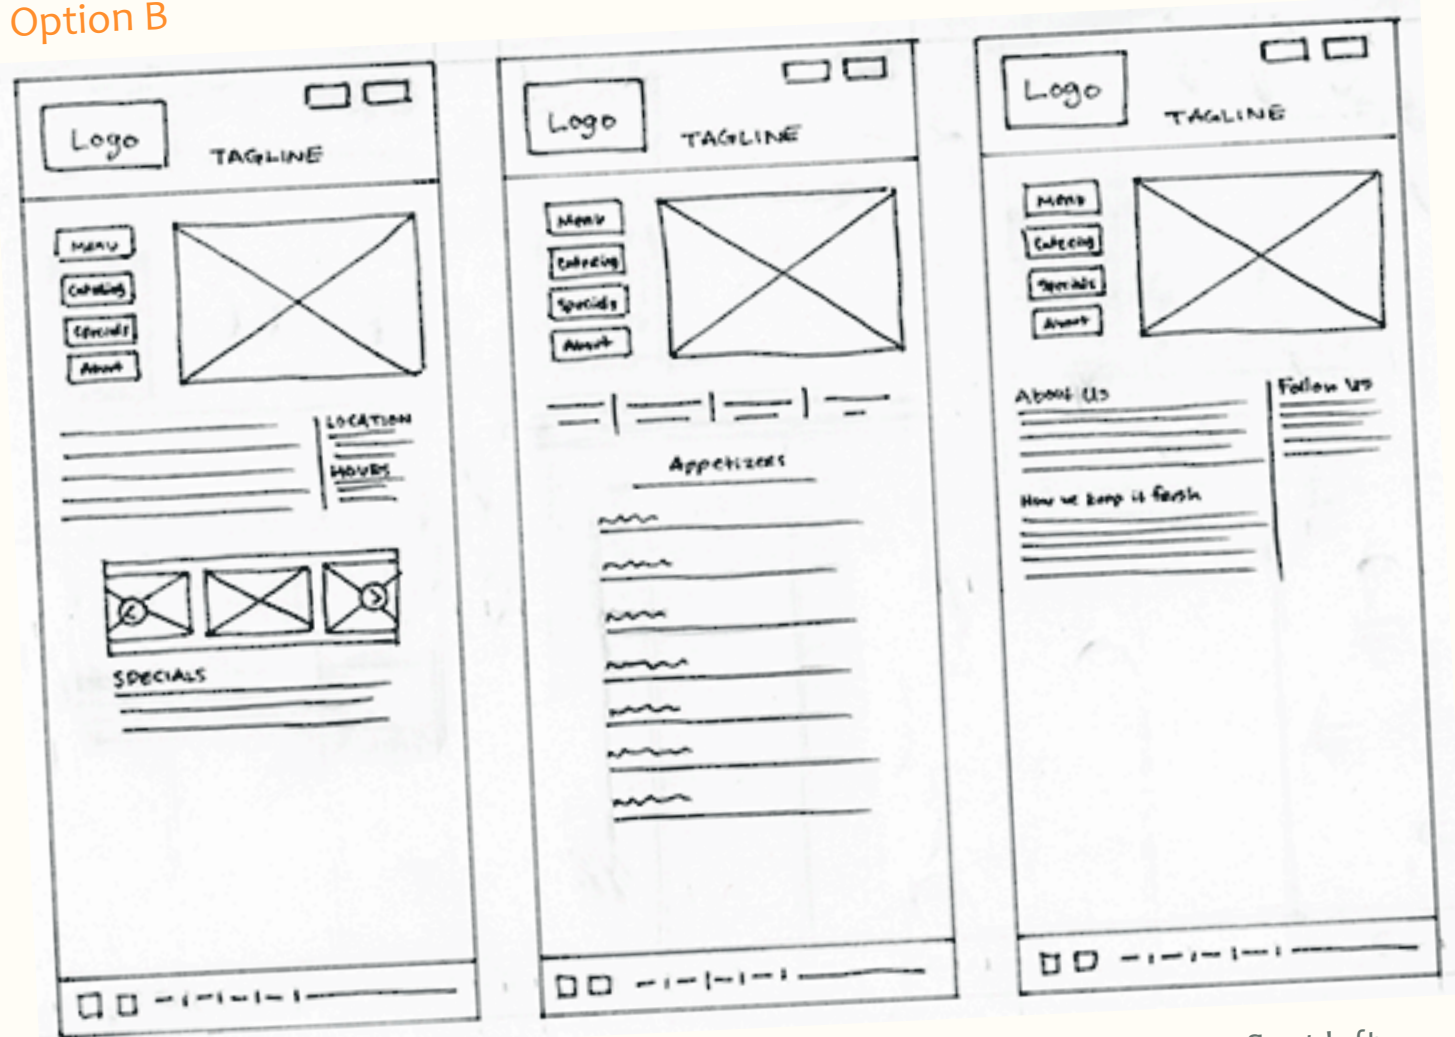 Option B
Logo
TAGLINE
Menu
Catering
Specials
About
LOCATION
HOURS
SPECIALS
Logo
TAGLINE
Menu
Catering
Specials
About
Appetizers
Logo
TAGLINE
Menu
Catering
Specials
About
About Us
Follow US
How we keep it fersh